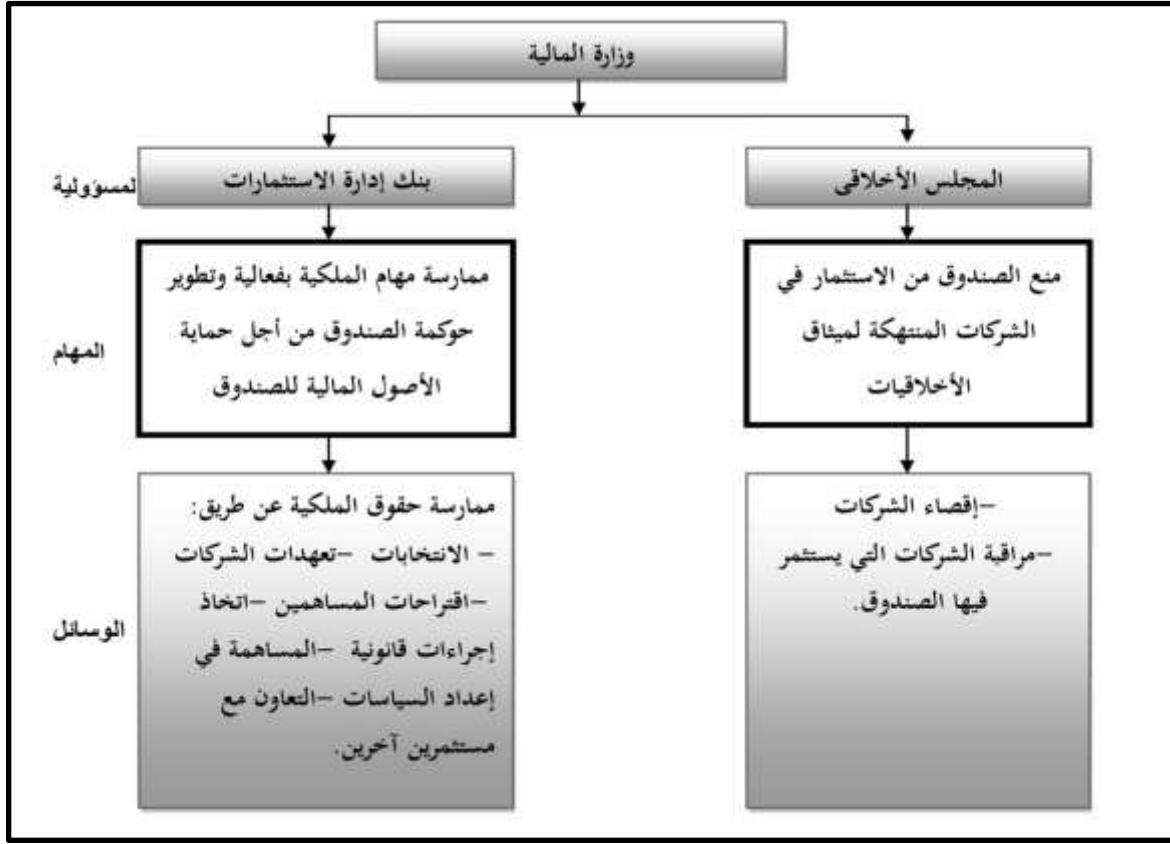 وزارة المالية
المجلس الأخلاقي
بنك إدارة الاستثمارات
لمسؤولية
منع الصندوق من الاستثمار في
الشركات المنتهكة لميثاق
الأخلاقيات
ممارسة مهام الملكية بفعالية وتطوير
حوكمة الصندوق من أجل حماية
الأصول المالية للصندوق
المهام
–إقصاء الشركات
–مراقبة الشركات التي يستثمر
فيها الصندوق.
ممارسة حقوق الملكية عن طريق:
– الانتخابات –تعهدات الشركات
–اقتراحات المساهمين –اتخاذ
إجراءات قانونية –المساهمة في
إعداد السياسات –التعاون مع
مستثمرين آخرين.
الوسائل